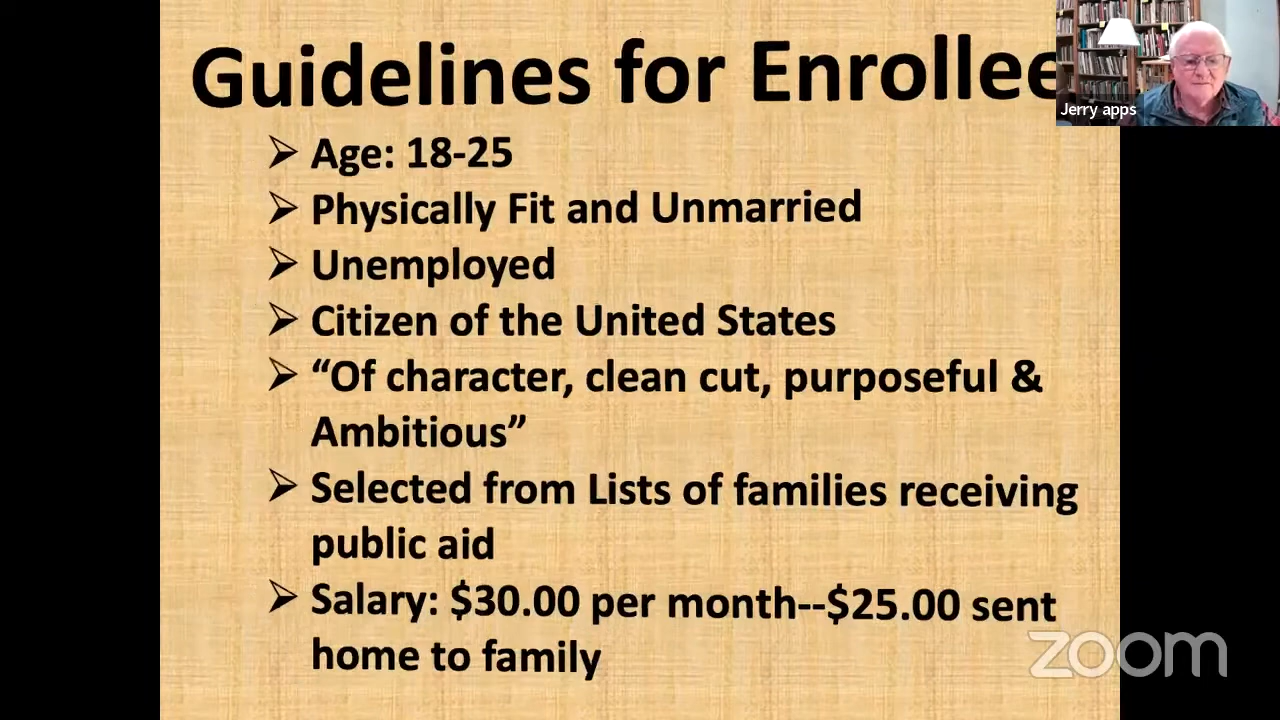 Guidelines for Enrollee
Jerry apps
➢ Age: 18-25
➢ Physically Fit and Unmarried
➢ Unemployed
➢ Citizen of the United States
➢ “Of character, clean cut, purposeful &
Ambitious”
➢ Selected from Lists of families receiving
public aid
➢ Salary: $30.00 per month--$25.00 sent
home to family
zoom